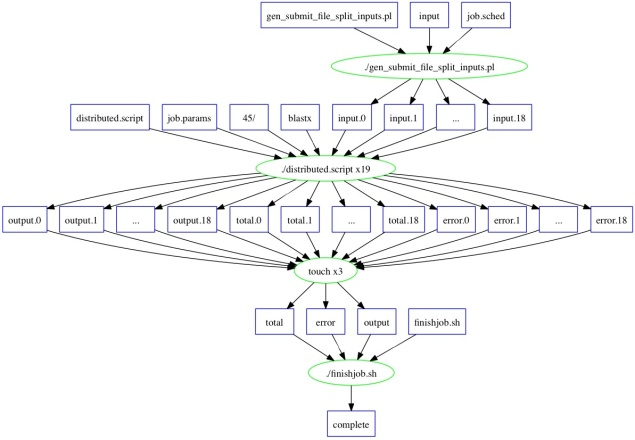 gen_submit_file_split_inputs.pl
input
job.sched
./gen_submit_file_split_inputs.pl
distributed.script
job.params
45/
blastx
input.0
input.1
...
input.18
./distributed.script x19
output.0
output.1
...
output.18
total.0
total.1
...
total.18
error.0
error.1
...
error.18
touch x3
total
error
output
finishjob.sh
./finishjob.sh
complete